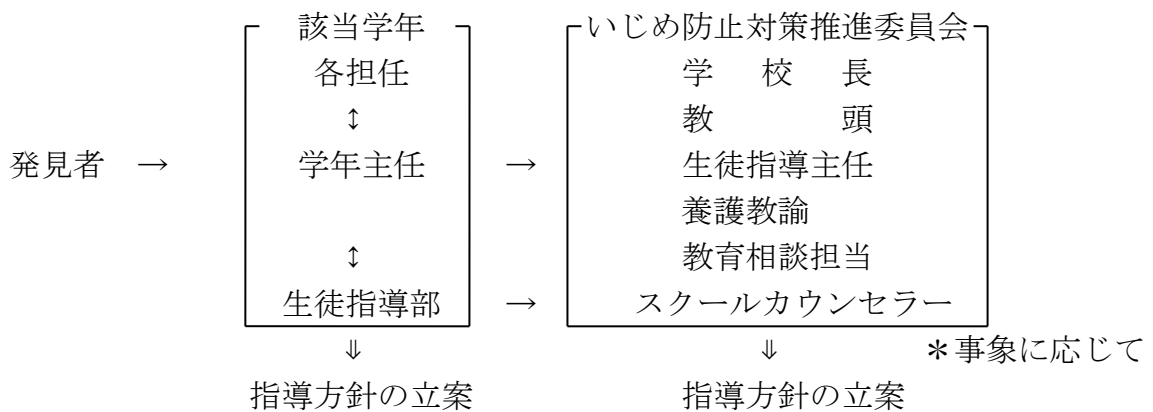 該当学年
各担任
↕
学年主任
↕
生徒指導部
⇓
指導方針の立案
発見者 →
→
→
いじめ防止対策推進委員会
学 校 長
教 頭
生徒指導主任
養護教諭
教育相談担当
スクールカウンセラー
⇓
＊事象に応じて
指導方針の立案